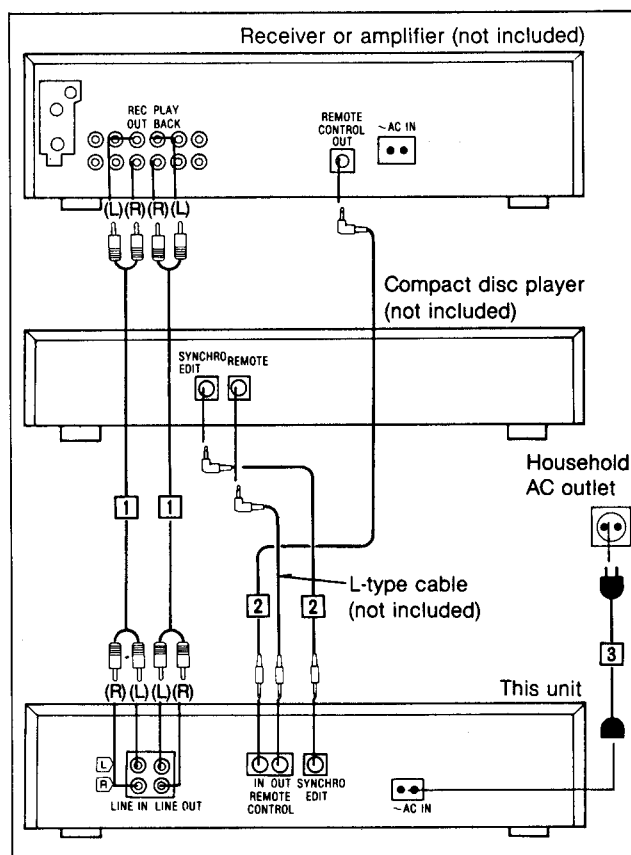 Receiver or amplifier (not included)
REC PLAY
OUT BACK
REMOTE
CONTROL
OUT
~AC IN
(L)(R)(R)(L)
Compact disc player
(not included)
SYNCHRO
EDIT
REMOTE
Household
AC outlet
1
1
L-type cable
(not included)
2
2
3
(R)(L)(L)(R)
This unit
L
R
LINE IN LINE OUT
IN OUT
REMOTE
CONTROL
SYNCHRO
EDIT
~AC IN